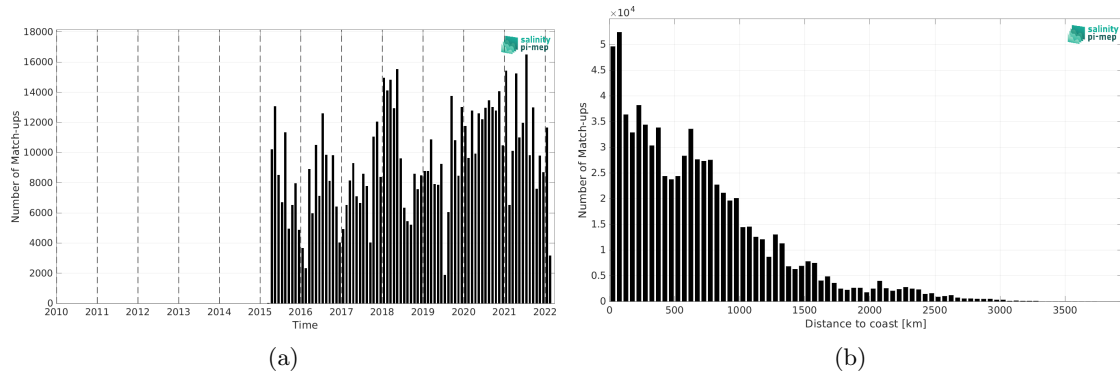 18000
16000
14000
12000
10000
8000
6000
4000
2000
0
Number of Match-ups
2010 2011 2012 2013 2014 2015 2016 2017 2018 2019 2020 2021 2022
Time
salinity
pi-mep
(a)
×10⁴
5
4.5
4
3.5
3
2.5
2
1.5
1
0.5
0
Number of Match-ups
0 500 1000 1500 2000 2500 3000 3500
Distance to coast [km]
salinity
pi-mep
(b)